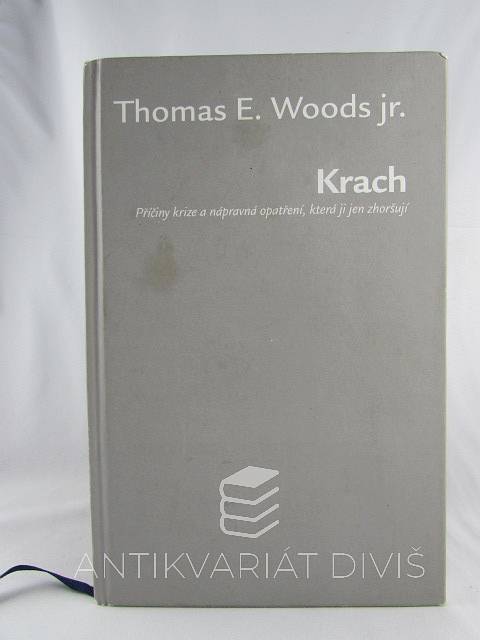 Thomas E. Woods jr.
Krach
Příčiny krize a nápravná opatření, která ji jen zhoršují
ANTIKVARIÁT DIVIŠ